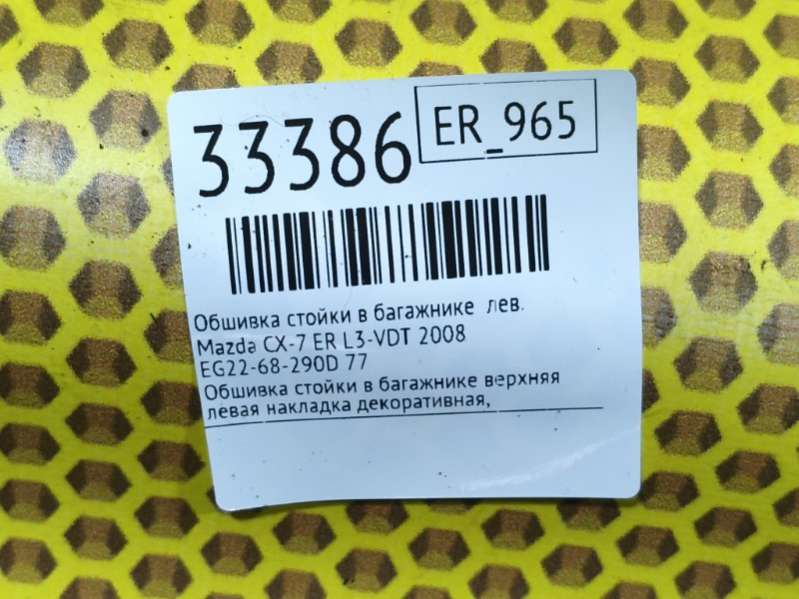 33386
ER_965
Обшивка стойки в багажнике лев.
Mazda CX-7 ER L3-VDT 2008
EG22-68-290D 77
Обшивка стойки в багажнике верхняя
левая накладка декоративная,